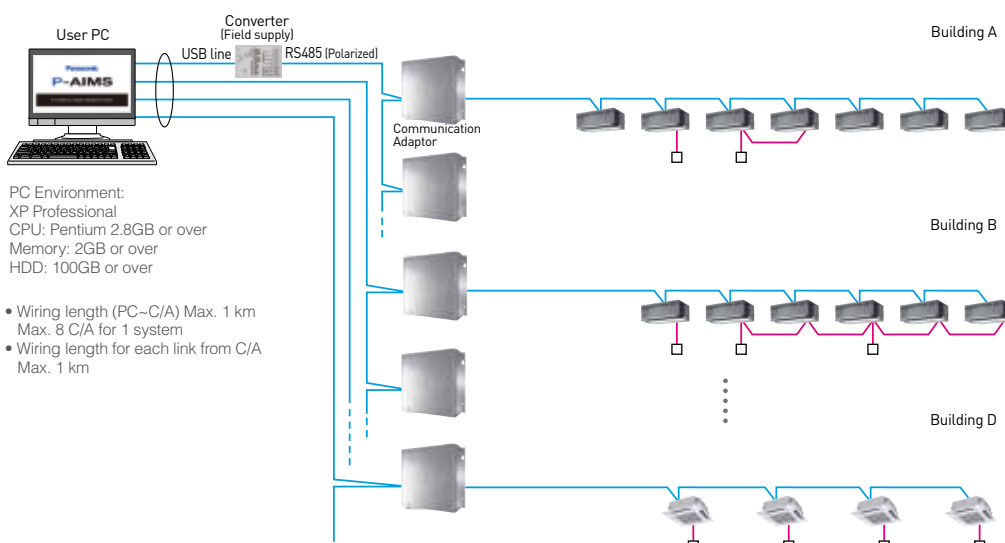 Converter
(Field supply)
User PC
USB line
RS485 (Polarized)
Building A
Panasonic
P-AIMS
Communication
Adaptor
PC Environment:
XP Professional
CPU: Pentium 2.8GB or over
Memory: 2GB or over
HDD: 100GB or over
Building B
• Wiring length (PC~C/A) Max. 1 km
Max. 8 C/A for 1 system
• Wiring length for each link from C/A
Max. 1 km
Building D